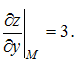 ∂z/∂y|_M = 3.